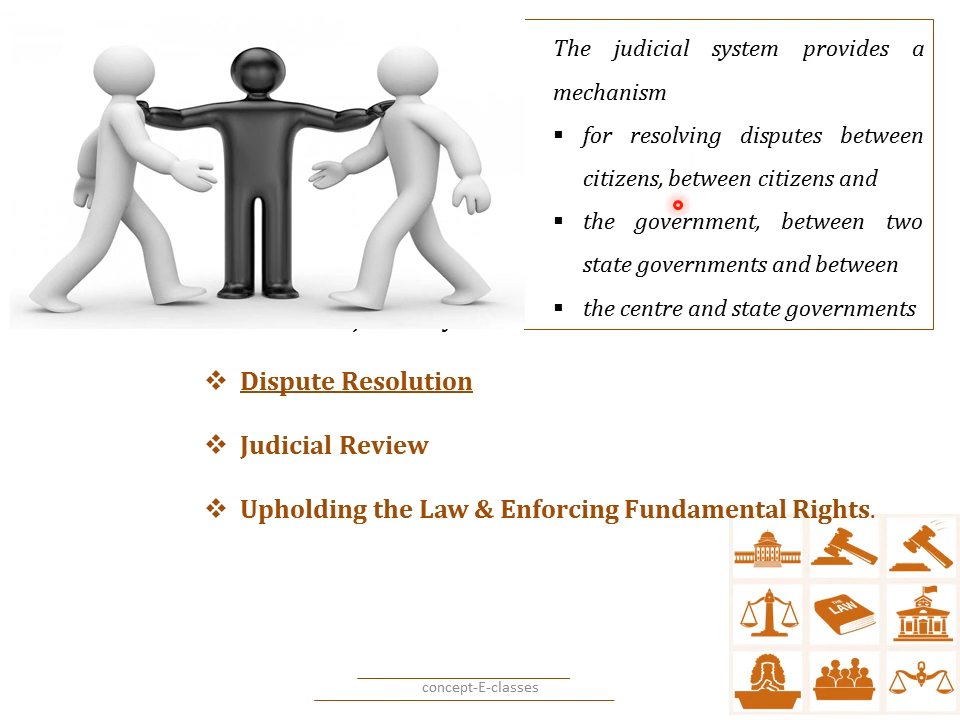 The judicial system provides a
mechanism
▪ for resolving disputes between
citizens, between citizens and
▪ the government, between two
state governments and between
▪ the centre and state governments
❖ Dispute Resolution
❖ Judicial Review
❖ Upholding the Law & Enforcing Fundamental Rights.
THE
LAW
concept-E-classes